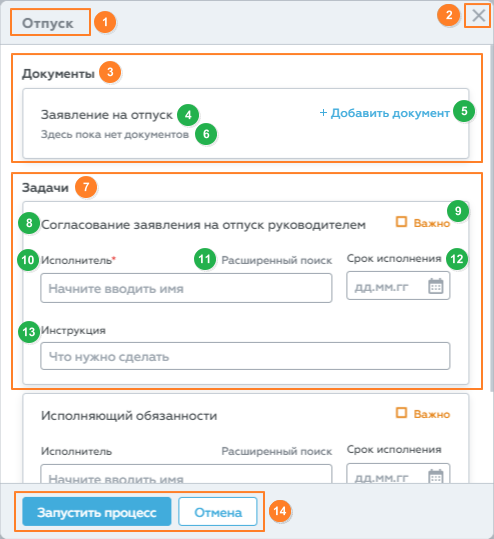 Отпуск 1 2
Документы 3
Заявление на отпуск 4 + Добавить документ 5
Здесь пока нет документов 6
Задачи 7
8 Согласование заявления на отпуск руководителем Важно 9
10 Исполнитель* 11 Расширенный поиск Срок исполнения 12
Начните вводить имя дд.мм.гг
13 Инструкция
Что нужно сделать
Исполняющий обязанности Важно
Исполнитель Расширенный поиск Срок исполнения
Начните вводить имя дд.мм.гг
Запустить процесс Отмена 14